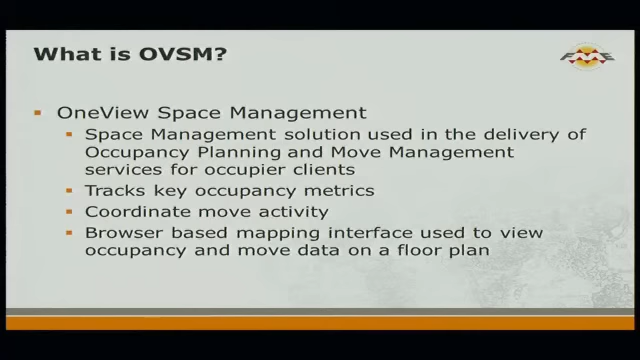 What is OVSM?
FME
OneView Space Management
Space Management solution used in the delivery of
Occupancy Planning and Move Management
services for occupier clients
Tracks key occupancy metrics
Coordinate move activity
Browser based mapping interface used to view
occupancy and move data on a floor plan